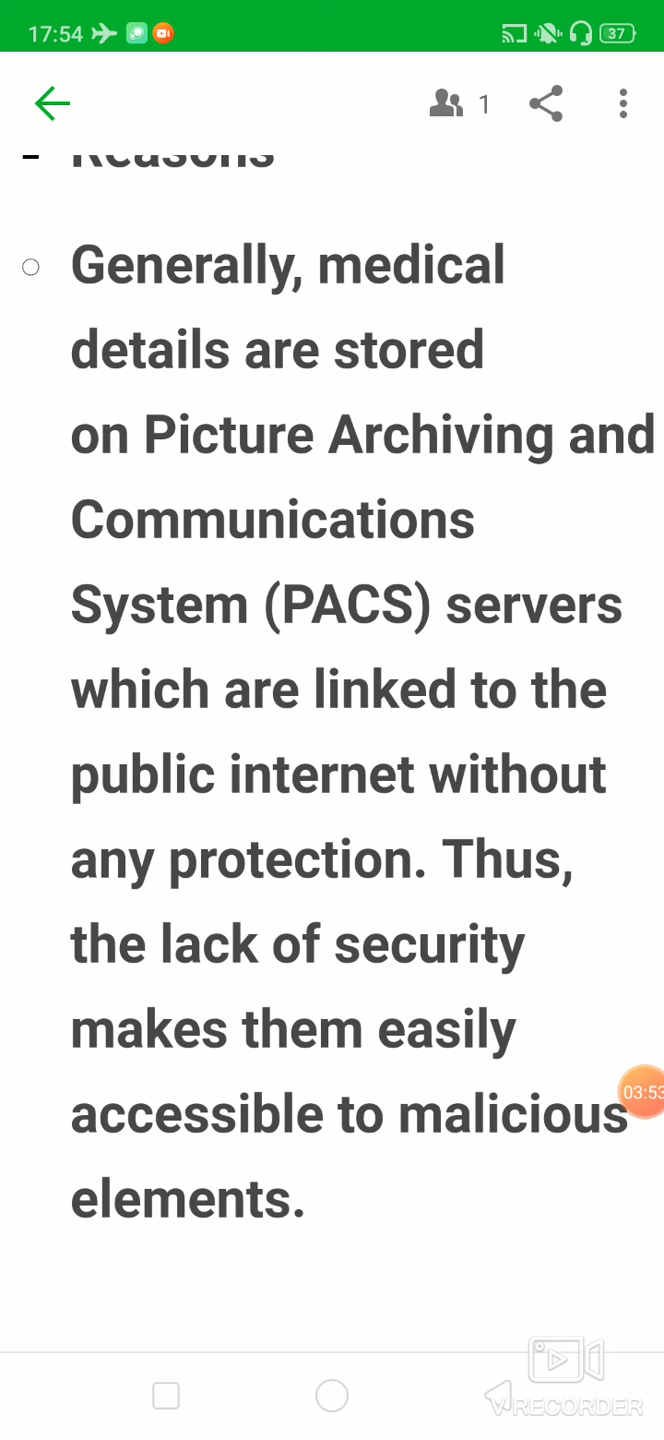 17:54
37
1
Reasons
Generally, medical
details are stored
on Picture Archiving and
Communications
System (PACS) servers
which are linked to the
public internet without
any protection. Thus,
the lack of security
makes them easily
accessible to malicious
elements.
03:53
VRECORDER